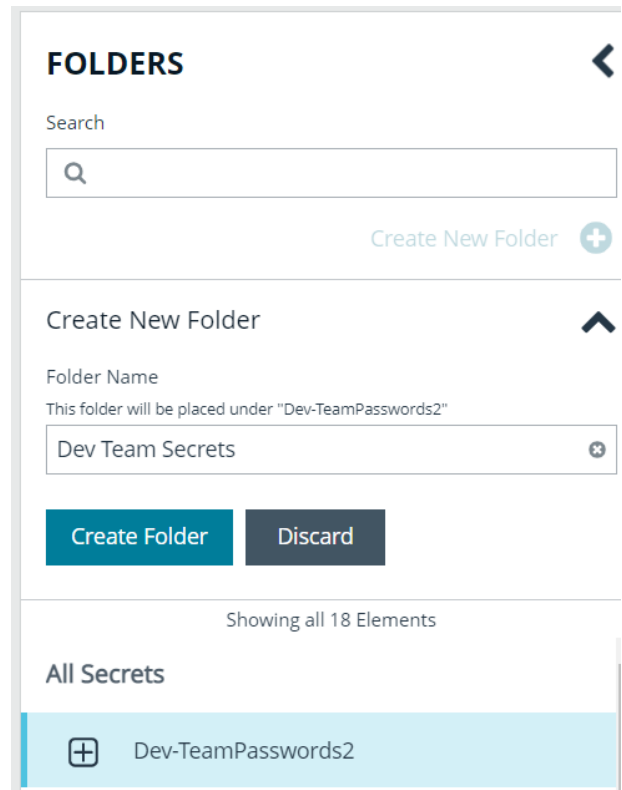 FOLDERS
Search
Create New Folder
Create New Folder
Folder Name
This folder will be placed under "Dev-TeamPasswords2"
Dev Team Secrets
Create Folder
Discard
Showing all 18 Elements
All Secrets
Dev-TeamPasswords2